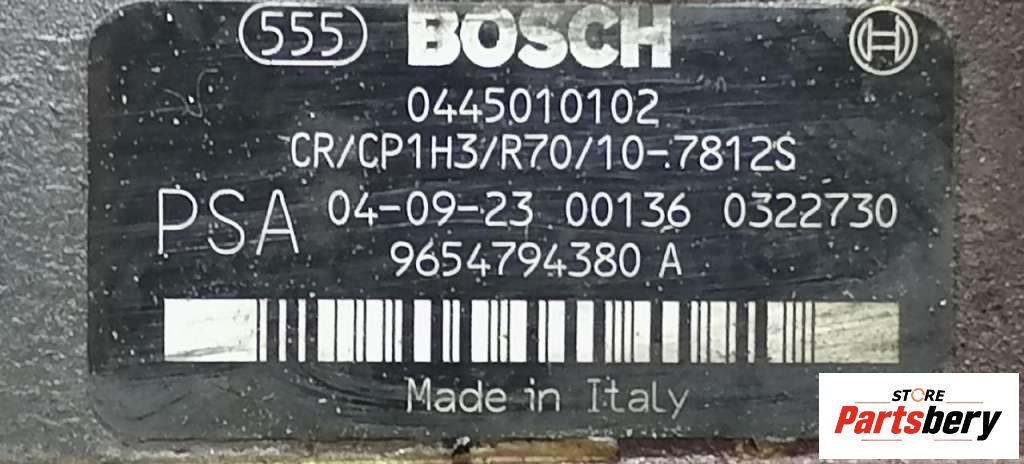 555 BOSCH
0445010102
CR/CP1H3/R70/10-.7812S
PSA 04-09-23 00136 0322730
9654794380 A
Made in Italy
STORE
Partsbery